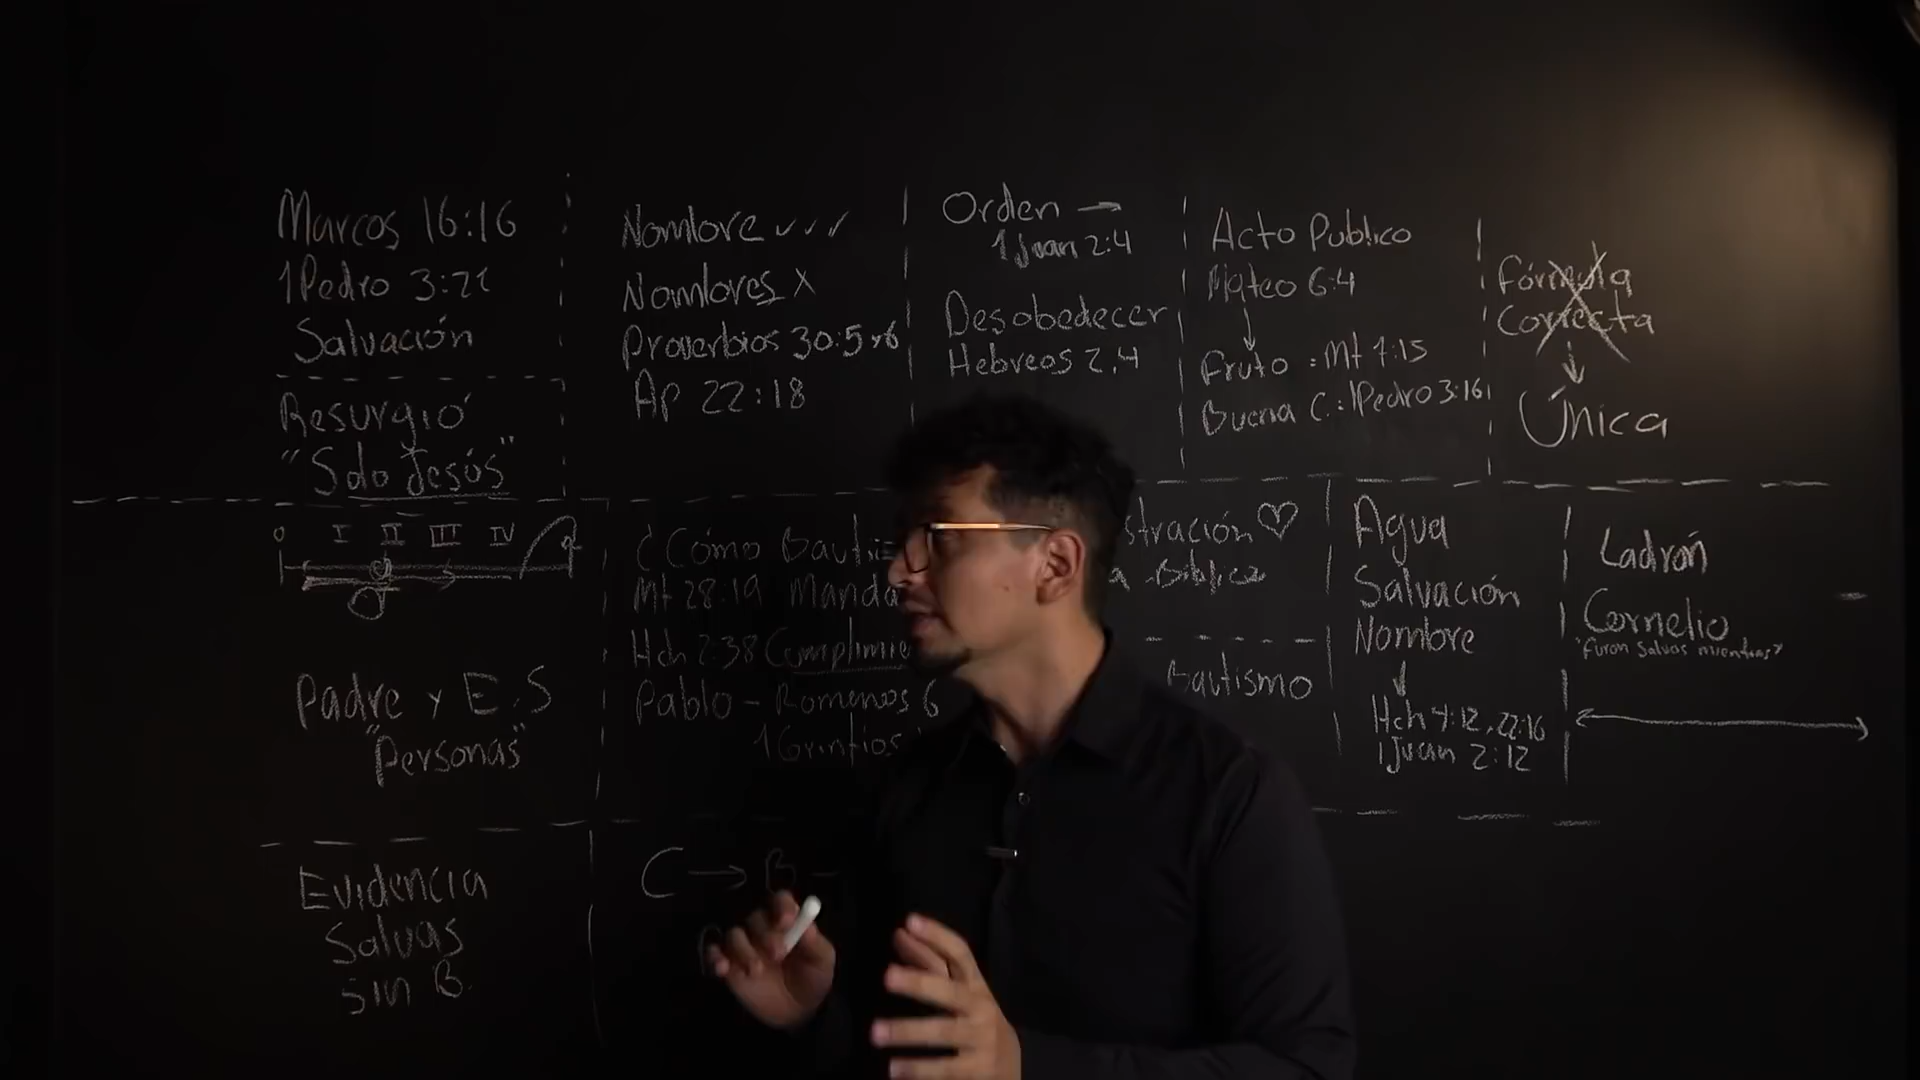 Marcos 16:16
1Pedro 3:21
Salvación
Resurgió
"Solo Jesús"
Nombre ✓✓✓
Nombres X
Proverbios 30:5 y 6
Ap 22:18
Orden →
1 Juan 2:4
Desobedecer
Hebreos 2,4
Acto Publico
Mateo 6:4
↓
Fruto : Mt 7:15
Buena C. : 1Pedro 3:16
Fórmula
Correcta
↓
Única
0 I II III IV
Padre y E.S
"Personas"
¿Cómo Bauti
Mt 28:19 Manda
Hch 2:38 Cumplimie
Pablo - Romanos 6
stración ♡
a Biblica
Bautismo
Agua
Salvación
Nombre
↓
Hch 4:12, 22:16
1Juan 2:12
Ladrón
Cornelio
Evidencia
Salvas
sin B.
C → B -